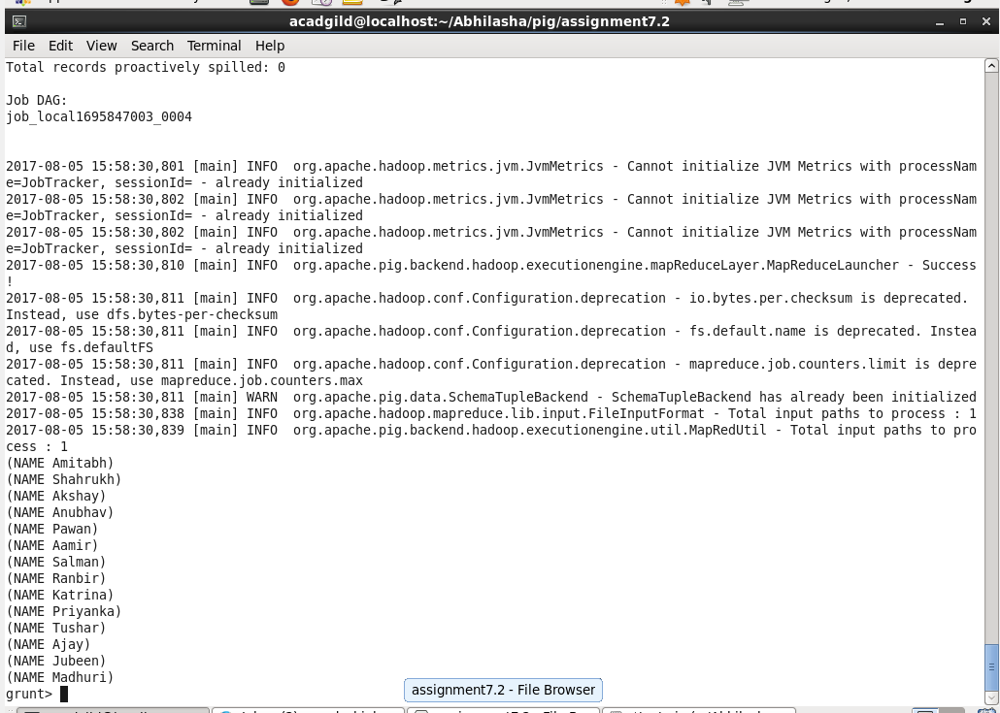 acadgild@localhost:~/Abhilasha/pig/assignment7.2
File Edit View Search Terminal Help
Total records proactively spilled: 0
Job DAG:
job_local1695847003_0004
2017-08-05 15:58:30,801 [main] INFO  org.apache.hadoop.metrics.jvm.JvmMetrics - Cannot initialize JVM Metrics with processNam
e=JobTracker, sessionId= - already initialized
2017-08-05 15:58:30,802 [main] INFO  org.apache.hadoop.metrics.jvm.JvmMetrics - Cannot initialize JVM Metrics with processNam
e=JobTracker, sessionId= - already initialized
2017-08-05 15:58:30,802 [main] INFO  org.apache.hadoop.metrics.jvm.JvmMetrics - Cannot initialize JVM Metrics with processNam
e=JobTracker, sessionId= - already initialized
2017-08-05 15:58:30,810 [main] INFO  org.apache.pig.backend.hadoop.executionengine.mapReduceLayer.MapReduceLauncher - Success
!
2017-08-05 15:58:30,811 [main] INFO  org.apache.hadoop.conf.Configuration.deprecation - io.bytes.per.checksum is deprecated.
Instead, use dfs.bytes-per-checksum
2017-08-05 15:58:30,811 [main] INFO  org.apache.hadoop.conf.Configuration.deprecation - fs.default.name is deprecated. Instea
d, use fs.defaultFS
2017-08-05 15:58:30,811 [main] INFO  org.apache.hadoop.conf.Configuration.deprecation - mapreduce.job.counters.limit is depre
cated. Instead, use mapreduce.job.counters.max
2017-08-05 15:58:30,811 [main] WARN  org.apache.pig.data.SchemaTupleBackend - SchemaTupleBackend has already been initialized
2017-08-05 15:58:30,838 [main] INFO  org.apache.hadoop.mapreduce.lib.input.FileInputFormat - Total input paths to process : 1
2017-08-05 15:58:30,839 [main] INFO  org.apache.pig.backend.hadoop.executionengine.util.MapRedUtil - Total input paths to pro
cess : 1
(NAME Amitabh)
(NAME Shahrukh)
(NAME Akshay)
(NAME Anubhav)
(NAME Pawan)
(NAME Aamir)
(NAME Salman)
(NAME Ranbir)
(NAME Katrina)
(NAME Priyanka)
(NAME Tushar)
(NAME Ajay)
(NAME Jubeen)
(NAME Madhuri)
grunt>
assignment7.2 - File Browser